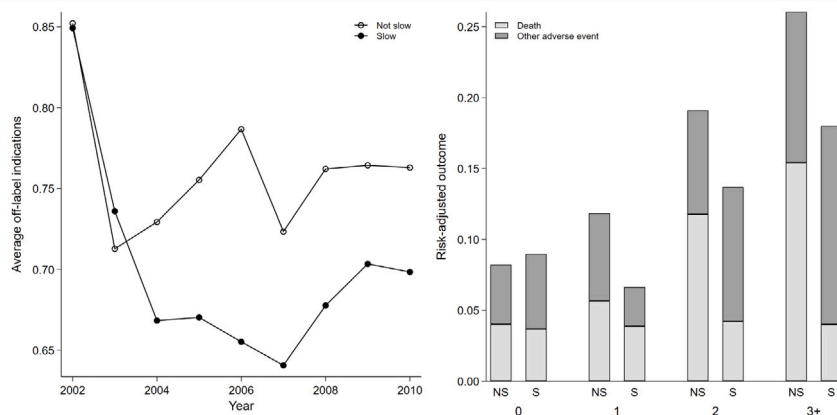 Average off-label indications
0.85
0.80
0.75
0.70
0.65
Not slow
Slow
2002 2004 2006 2008 2010
Year
Risk-adjusted outcome
0.25
0.20
0.15
0.10
0.05
0.00
Death
Other adverse event
NS S NS S NS S NS S
0 1 2 3+